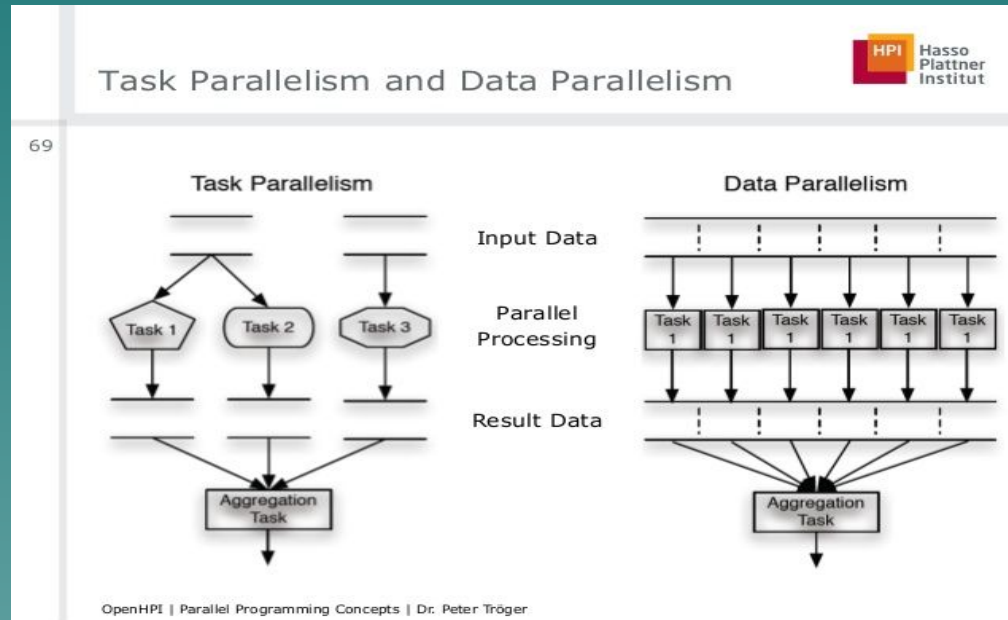 Task Parallelism and Data Parallelism
HPI Hasso
Plattner
Institut
69
Task Parallelism
Data Parallelism
Input Data
Task 1
Task 2
Task 3
Parallel
Processing
Task
1
Task
1
Task
1
Task
1
Task
1
Task
1
Result Data
Aggregation
Task
Aggregation
Task
OpenHPI | Parallel Programming Concepts | Dr. Peter Tröger